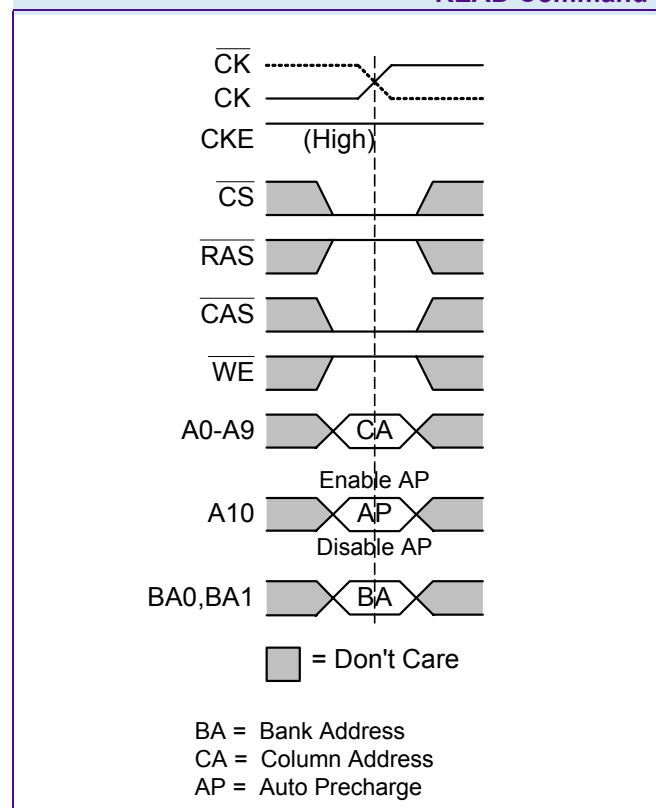 READ Command
CK
CK
CKE (High)
CS
RAS
CAS
WE
A0-A9 CA
Enable AP
A10 AP
Disable AP
BA0,BA1 BA
= Don't Care
BA = Bank Address
CA = Column Address
AP = Auto Precharge